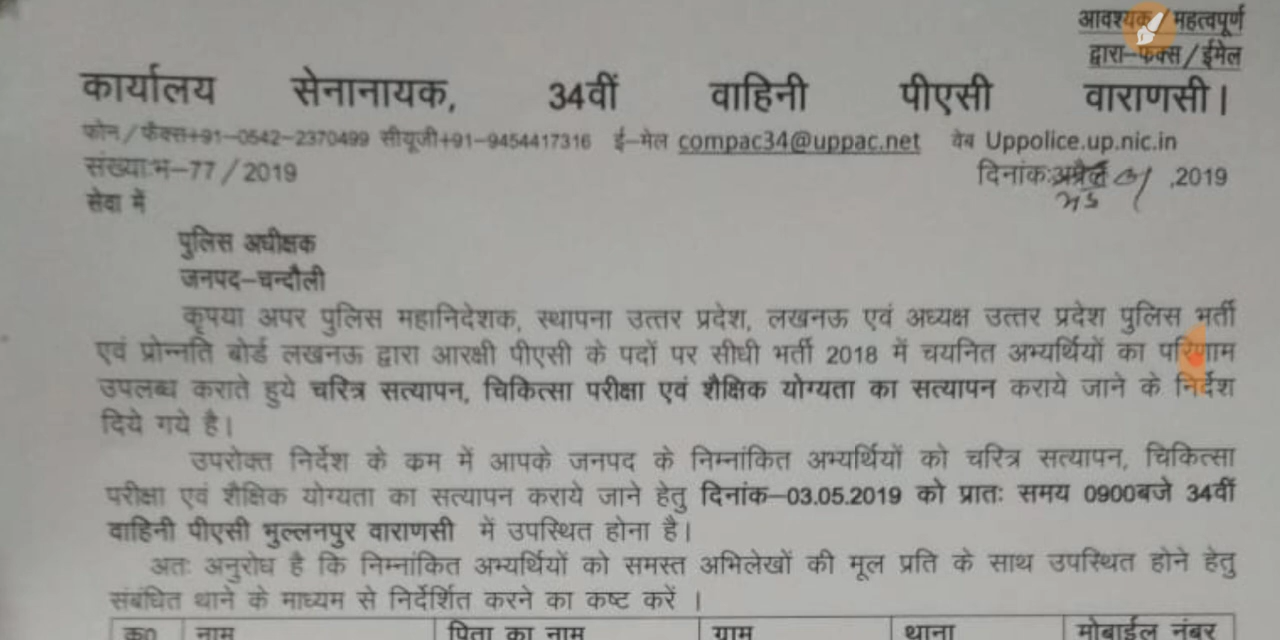 आवश्यक/महत्वपूर्ण
द्वारा–फैक्स/ईमेल
कार्यालय सेनानायक, 34वीं वाहिनी पीएसी वाराणसी।
फोन/फैक्स+91–0542–2370499 सीयूजी+91–9454417316 ई–मेल compac34@uppac.net वेब Uppolice.up.nic.in
संख्याःभ–77/2019 दिनांकःअप्रैल 01 ,2019
मई
सेवा में
पुलिस अधीक्षक
जनपद–चन्दौली
कृपया अपर पुलिस महानिदेशक, स्थापना उत्तर प्रदेश, लखनऊ एवं अध्यक्ष उत्तर प्रदेश पुलिस भर्ती
एवं प्रोन्नति बोर्ड लखनऊ द्वारा आरक्षी पीएसी के पदों पर सीधी भर्ती 2018 में चयनित अभ्यर्थियों का परिणाम
उपलब्ध कराते हुये चरित्र सत्यापन, चिकित्सा परीक्षा एवं शैक्षिक योग्यता का सत्यापन कराये जाने के निर्देश
दिये गये है।
उपरोक्त निर्देश के कम में आपके जनपद के निम्नांकित अभ्यर्थियों को चरित्र सत्यापन, चिकित्सा
परीक्षा एवं शैक्षिक योग्यता का सत्यापन कराये जाने हेतु दिनांक–03.05.2019 को प्रातः समय 0900बजे 34वीं
वाहिनी पीएसी भुल्लनपुर वाराणसी में उपस्थित होना है।
अतः अनुरोध है कि निम्नांकित अभ्यर्थियों को समस्त अभिलेखों की मूल प्रति के साथ उपस्थित होने हेतु
संबंधित थाने के माध्यम से निर्देर्शित करने का कष्ट करें ।
क0 नाम पिता का नाम ग्राम थाना मोबाईल नंबर